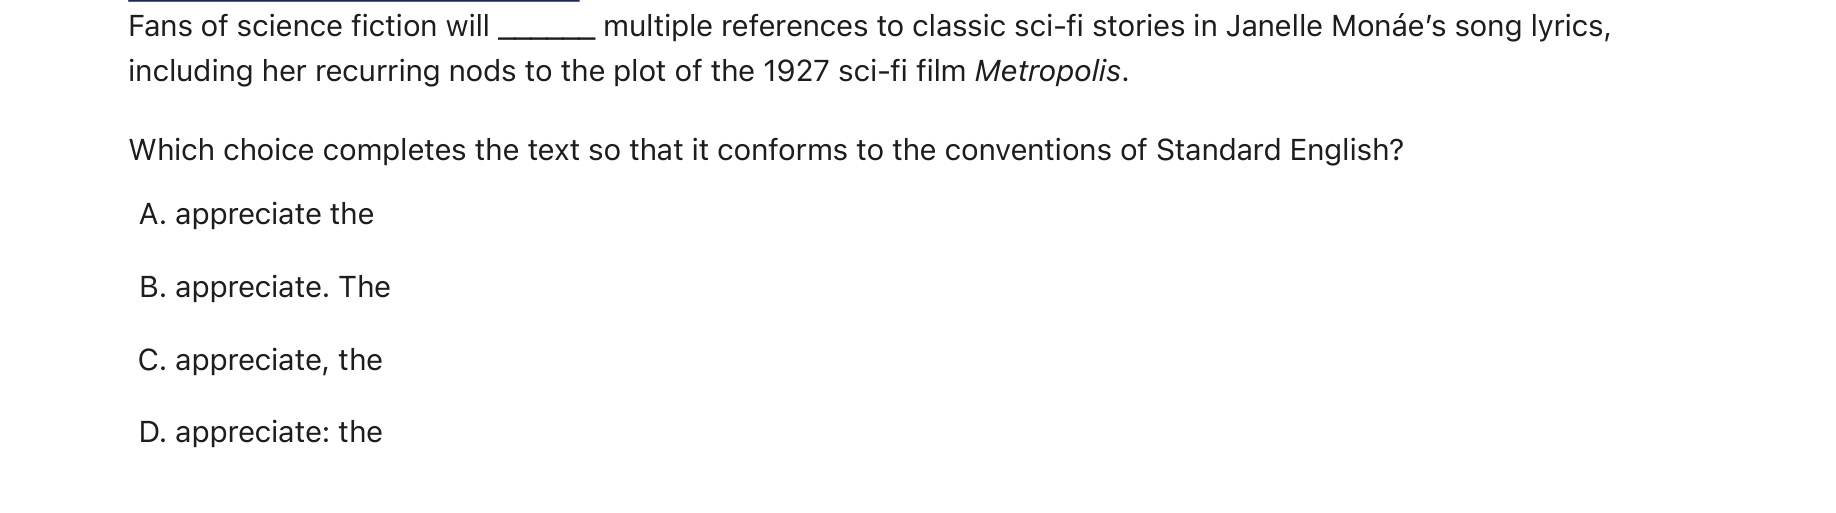 Fans of science fiction will ______ multiple references to classic sci-fi stories in Janelle Monáe’s song lyrics,
including her recurring nods to the plot of the 1927 sci-fi film Metropolis.
Which choice completes the text so that it conforms to the conventions of Standard English?
A. appreciate the
B. appreciate. The
C. appreciate, the
D. appreciate: the